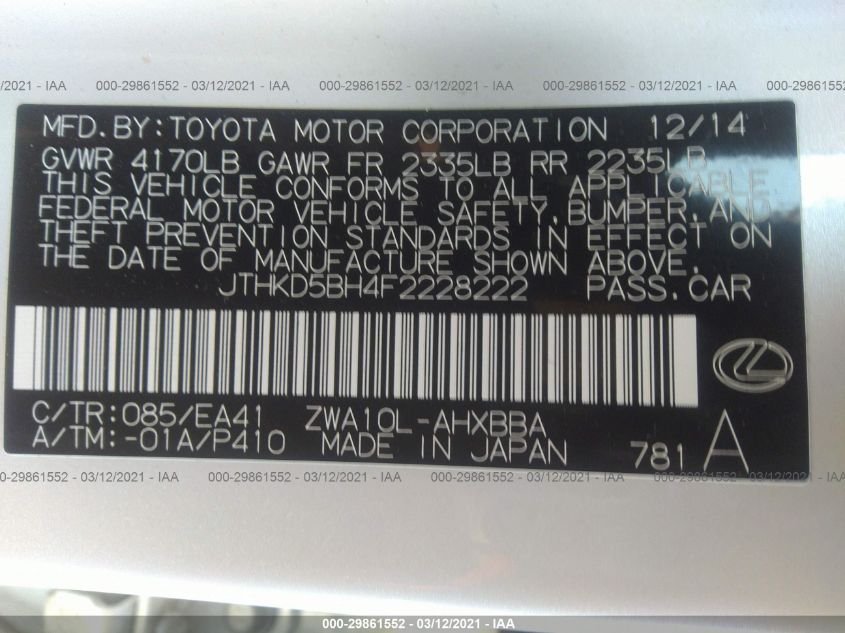 /12/2021 - IAA 000-29861552 - 03/12/2021 - IAA 000-29861552 - 03/12/2021 - IAA 000-29861552 - 03/12/2021 - IAA
MFD.BY:TOYOTA MOTOR CORPORATION 12/14
GVWR 4170LB GAWR FR 2335LB RR 2235LB
THIS VEHICLE CONFORMS TO ALL APPLICABLE
FEDERAL MOTOR VEHICLE SAFETY,BUMPER,AND
THEFT PREVENTION STANDARDS IN EFFECT ON
THE DATE OF MANUFACTURE SHOWN ABOVE.
JTHKD5BH4F2228222 PASS.CAR
C/TR:085/EA41 ZWA10L-AHXBBA
A/TM:-01A/P410 MADE IN JAPAN 781 A
/12/2021 - IAA 000-29861552 - 03/12/2021 - IAA 000-29861552 - 03/12/2021 - IAA 000-29861552 - 03/12/2021 - IAA
000-29861552 - 03/12/2021 - IAA